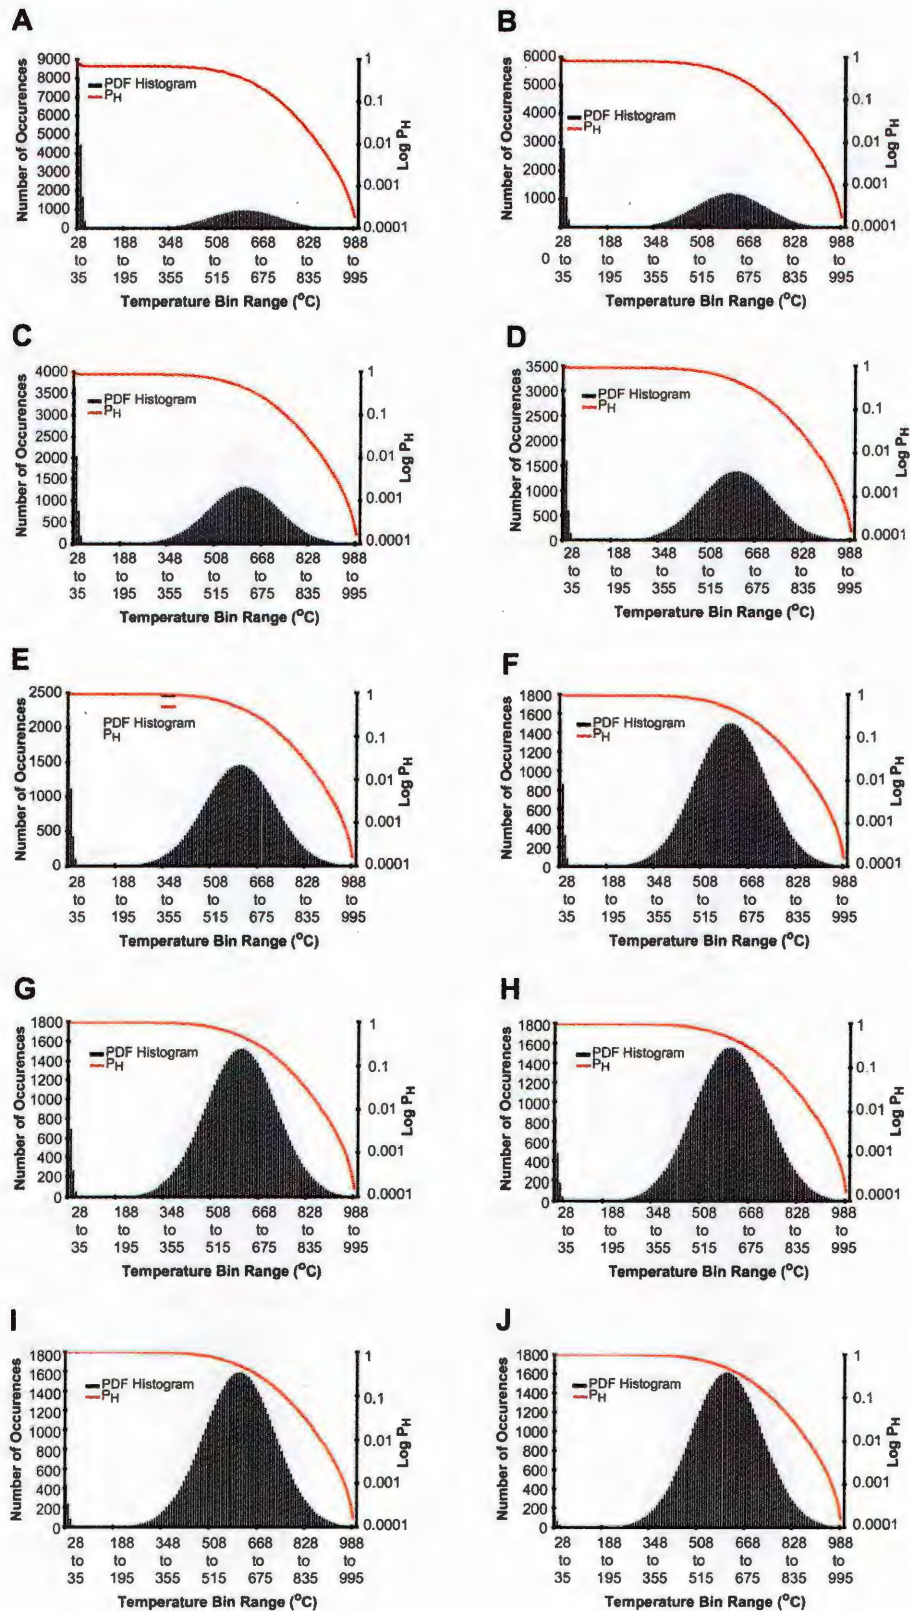 A
9000
8000
7000
6000
5000
4000
3000
2000
1000
0
Number of Occurences
PDF Histogram
PH
1
0.1
0.01
0.001
0.0001
Log PH
28 188 348 508 668 828 988
to to to to to to to
35 195 355 515 675 835 995
Temperature Bin Range (°C)
B
6000
5000
4000
3000
2000
1000
0
Number of Occurences
PDF Histogram
PH
1
0.1
0.01
0.001
0.0001
Log PH
28 188 348 508 668 828 988
0 to to to to to to to
35 195 355 515 675 835 995
Temperature Bin Range (°C)
C
4000
3500
3000
2500
2000
1500
1000
500
0
Number of Occurences
PDF Histogram
PH
1
0.1
0.01
0.001
0.0001
Log PH
28 188 348 508 668 828 988
to to to to to to to
35 195 355 515 675 835 995
Temperature Bin Range (°C)
D
3500
3000
2500
2000
1500
1000
500
0
Number of Occurences
PDF Histogram
PH
1
0.1
0.01
0.001
0.0001
Log PH
28 188 348 508 668 828 988
to to to to to to to
35 195 355 515 675 835 995
Temperature Bin Range (°C)
E
2500
2000
1500
1000
500
0
Number of Occurences
PDF Histogram
PH
1
0.1
0.01
0.001
0.0001
Log PH
28 188 348 508 668 828 988
to to to to to to to
35 195 355 515 675 835 995
Temperature Bin Range (°C)
F
1800
1600
1400
1200
1000
800
600
400
200
0
Number of Occurences
PDF Histogram
PH
1
0.1
0.01
0.001
0.0001
Log PH
28 188 348 508 668 828 988
to to to to to to to
35 195 355 515 675 835 995
Temperature Bin Range (°C)
G
1800
1600
1400
1200
1000
800
600
400
200
0
Number of Occurences
PDF Histogram
PH
1
0.1
0.01
0.001
0.0001
Log PH
28 188 348 508 668 828 988
to to to to to to to
35 195 355 515 675 835 995
Temperature Bin Range (°C)
H
1800
1600
1400
1200
1000
800
600
400
200
0
Number of Occurences
PDF Histogram
PH
1
0.1
0.01
0.001
0.0001
Log PH
28 188 348 508 668 828 988
to to to to to to to
35 195 355 515 675 835 995
Temperature Bin Range (°C)
I
1800
1600
1400
1200
1000
800
600
400
200
0
Number of Occurences
PDF Histogram
PH
1
0.1
0.01
0.001
0.0001
Log PH
28 188 348 508 668 828 988
to to to to to to to
35 195 355 515 675 835 995
Temperature Bin Range (°C)
J
1800
1600
1400
1200
1000
800
600
400
200
0
Number of Occurences
PDF Histogram
PH
1
0.1
0.01
0.001
0.0001
Log PH
28 188 348 508 668 828 988
to to to to to to to
35 195 355 515 675 835 995
Temperature Bin Range (°C)